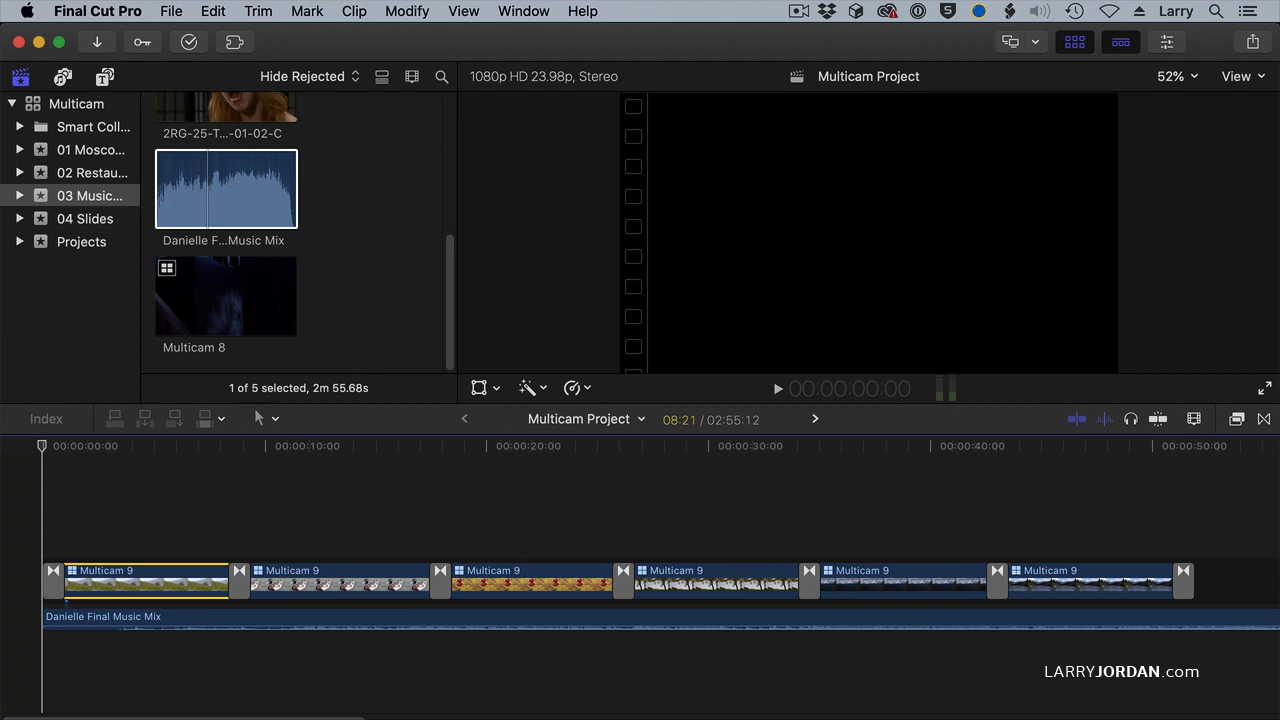 Final Cut Pro File Edit Trim Mark Clip Modify View Window Help Larry
Hide Rejected
1080p HD 23.98p, Stereo
Multicam Project
52%
View
Multicam
Smart Coll...
01 Mosco...
02 Restau...
03 Music...
04 Slides
Projects
2RG-25-T...-01-02-C
Danielle F...Music Mix
Multicam 8
1 of 5 selected, 2m 55.68s
00:00:00:00
Index
Multicam Project
08:21 / 02:55:12
00:00:00:00 00:00:10:00 00:00:20:00 00:00:30:00 00:00:40:00 00:00:50:00
Multicam 9 Multicam 9 Multicam 9 Multicam 9 Multicam 9 Multicam 9
Danielle Final Music Mix
LARRYJORDAN.com